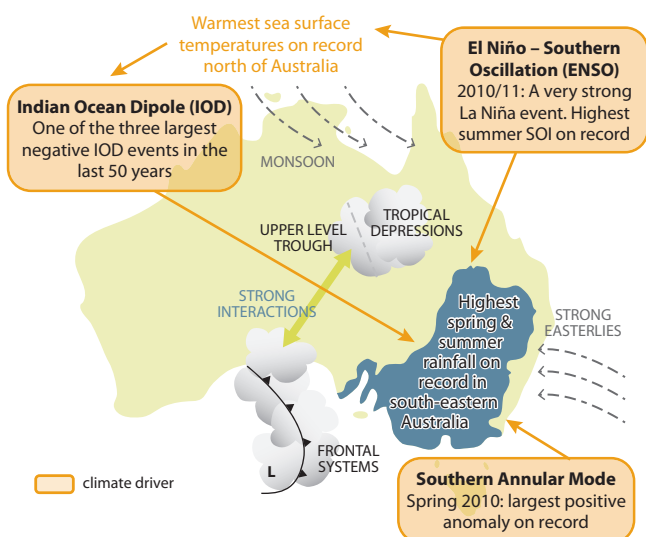 Warmest sea surface
temperatures on record
north of Australia
El Niño – Southern
Oscillation (ENSO)
2010/11: A very strong
La Niña event. Highest
summer SOI on record
Indian Ocean Dipole (IOD)
One of the three largest
negative IOD events in the
last 50 years
MONSOON
UPPER LEVEL
TROUGH
TROPICAL
DEPRESSIONS
STRONG
INTERACTIONS
Highest
spring &
summer
rainfall on
record in
south-eastern
Australia
STRONG
EASTERLIES
L
FRONTAL
SYSTEMS
climate driver
Southern Annular Mode
Spring 2010: largest positive
anomaly on record